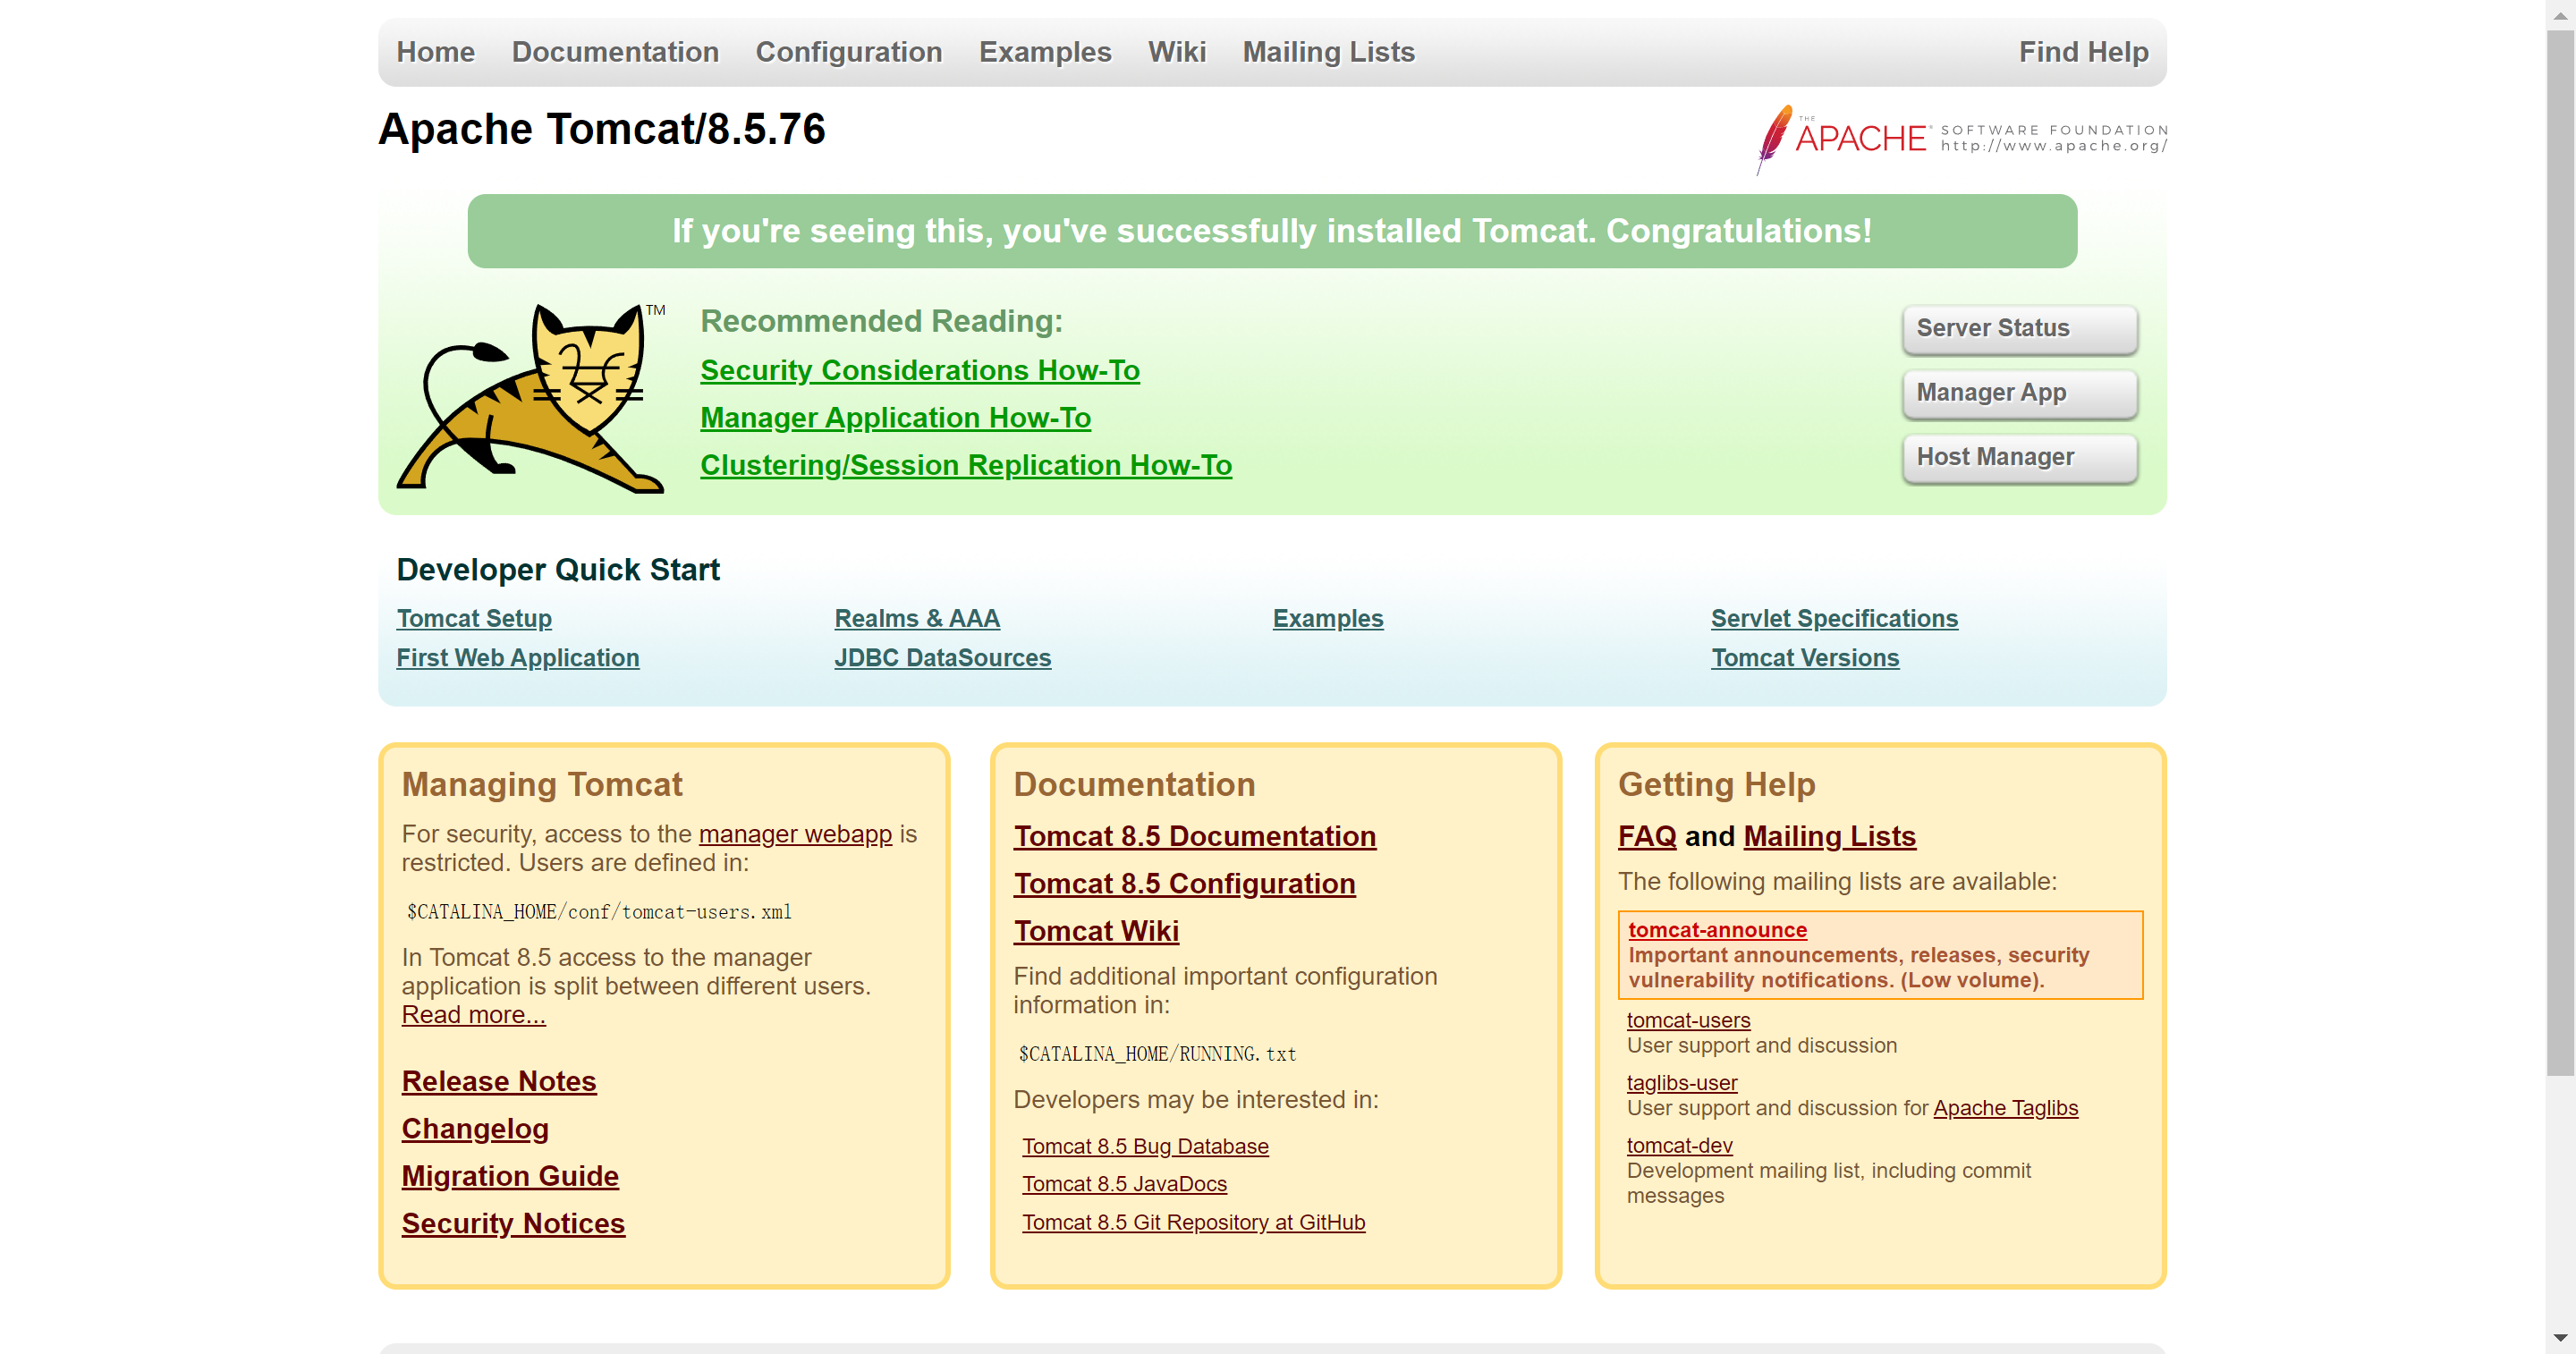 Home Documentation Configuration Examples Wiki Mailing Lists Find Help
Apache Tomcat/8.5.76
THE
APACHE® SOFTWARE FOUNDATION
http://www.apache.org/
If you're seeing this, you've successfully installed Tomcat. Congratulations!
TM
Recommended Reading:
Security Considerations How-To
Manager Application How-To
Clustering/Session Replication How-To
Server Status
Manager App
Host Manager
Developer Quick Start
Tomcat Setup
First Web Application
Realms & AAA
JDBC DataSources
Examples
Servlet Specifications
Tomcat Versions
Managing Tomcat
For security, access to the manager webapp is
restricted. Users are defined in:
$CATALINA_HOME/conf/tomcat-users.xml
In Tomcat 8.5 access to the manager
application is split between different users.
Read more...
Release Notes
Changelog
Migration Guide
Security Notices
Documentation
Tomcat 8.5 Documentation
Tomcat 8.5 Configuration
Tomcat Wiki
Find additional important configuration
information in:
$CATALINA_HOME/RUNNING.txt
Developers may be interested in:
Tomcat 8.5 Bug Database
Tomcat 8.5 JavaDocs
Tomcat 8.5 Git Repository at GitHub
Getting Help
FAQ and Mailing Lists
The following mailing lists are available:
tomcat-announce
Important announcements, releases, security
vulnerability notifications. (Low volume).
tomcat-users
User support and discussion
taglibs-user
User support and discussion for Apache Taglibs
tomcat-dev
Development mailing list, including commit
messages